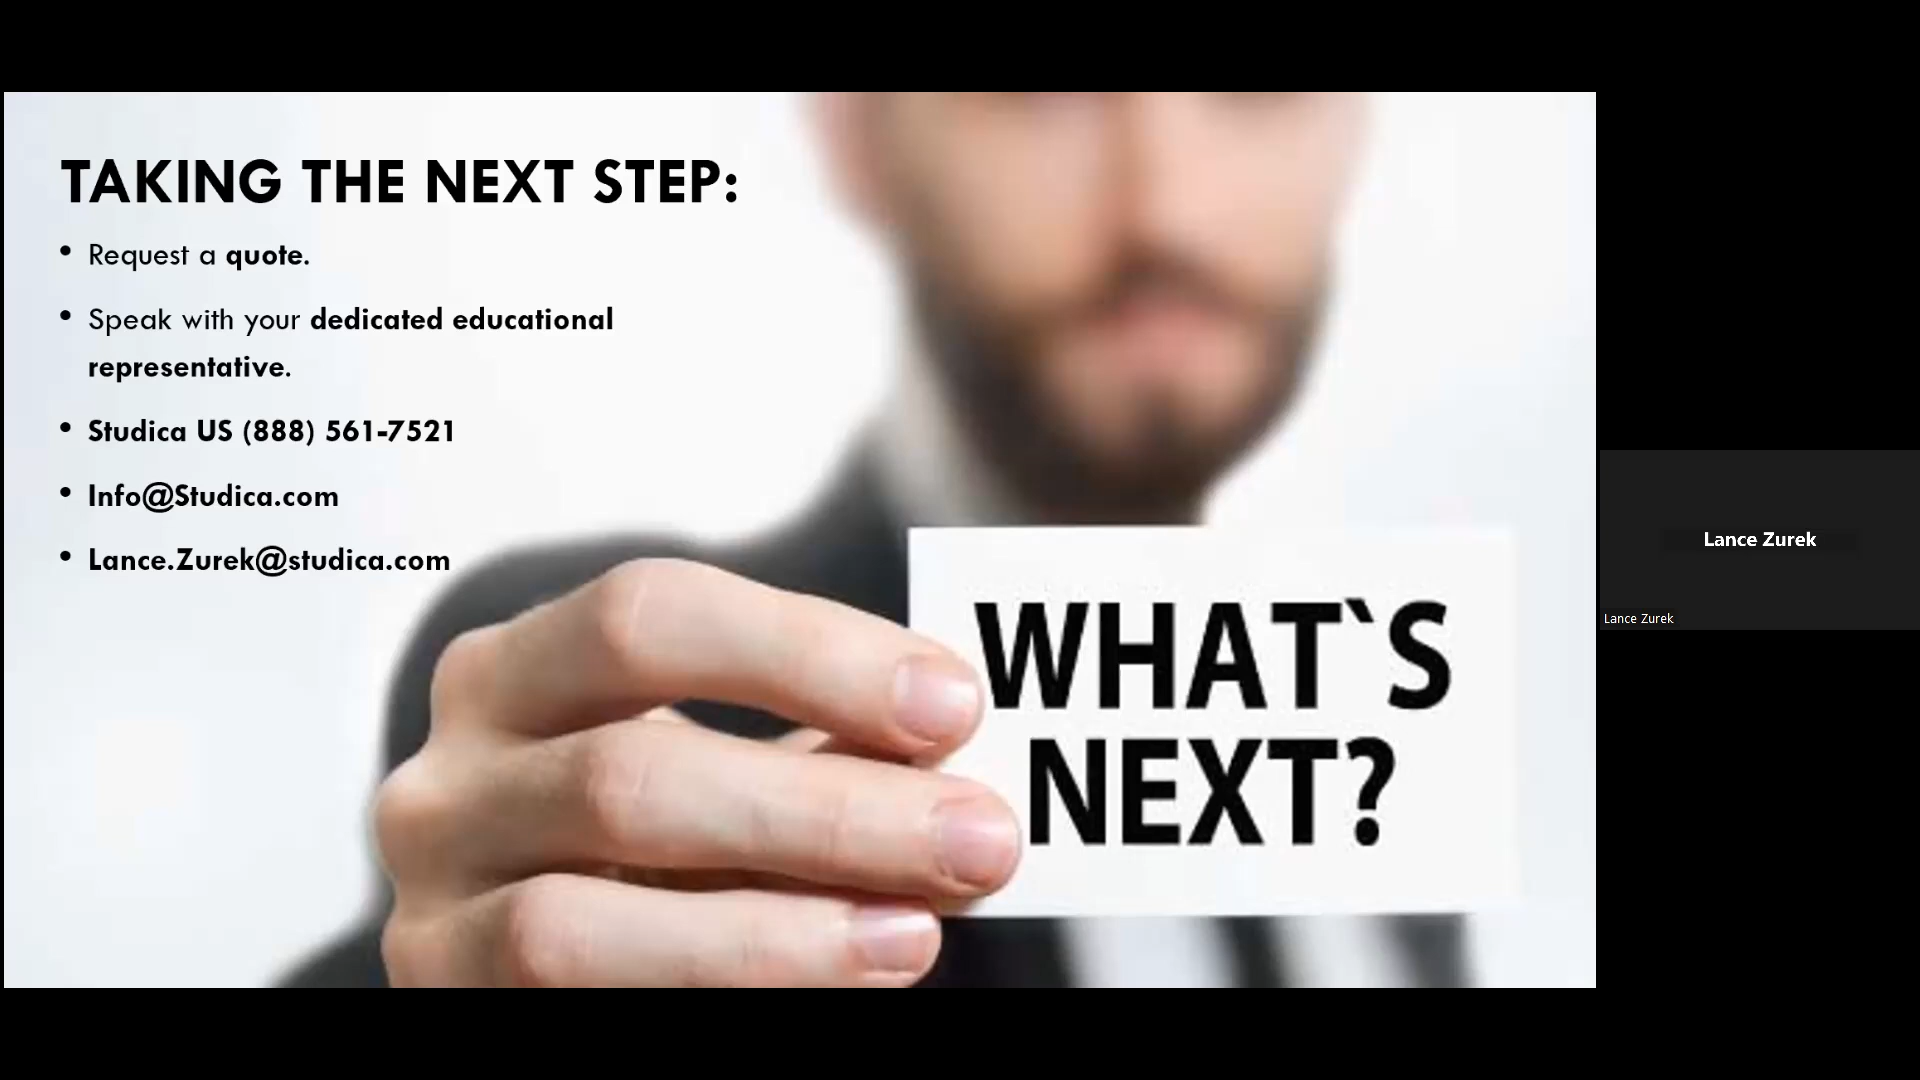 TAKING THE NEXT STEP:
• Request a quote.
• Speak with your dedicated educational
representative.
• Studica US (888) 561-7521
• Info@Studica.com
• Lance.Zurek@studica.com
WHAT`S
NEXT?
Lance Zurek
Lance Zurek